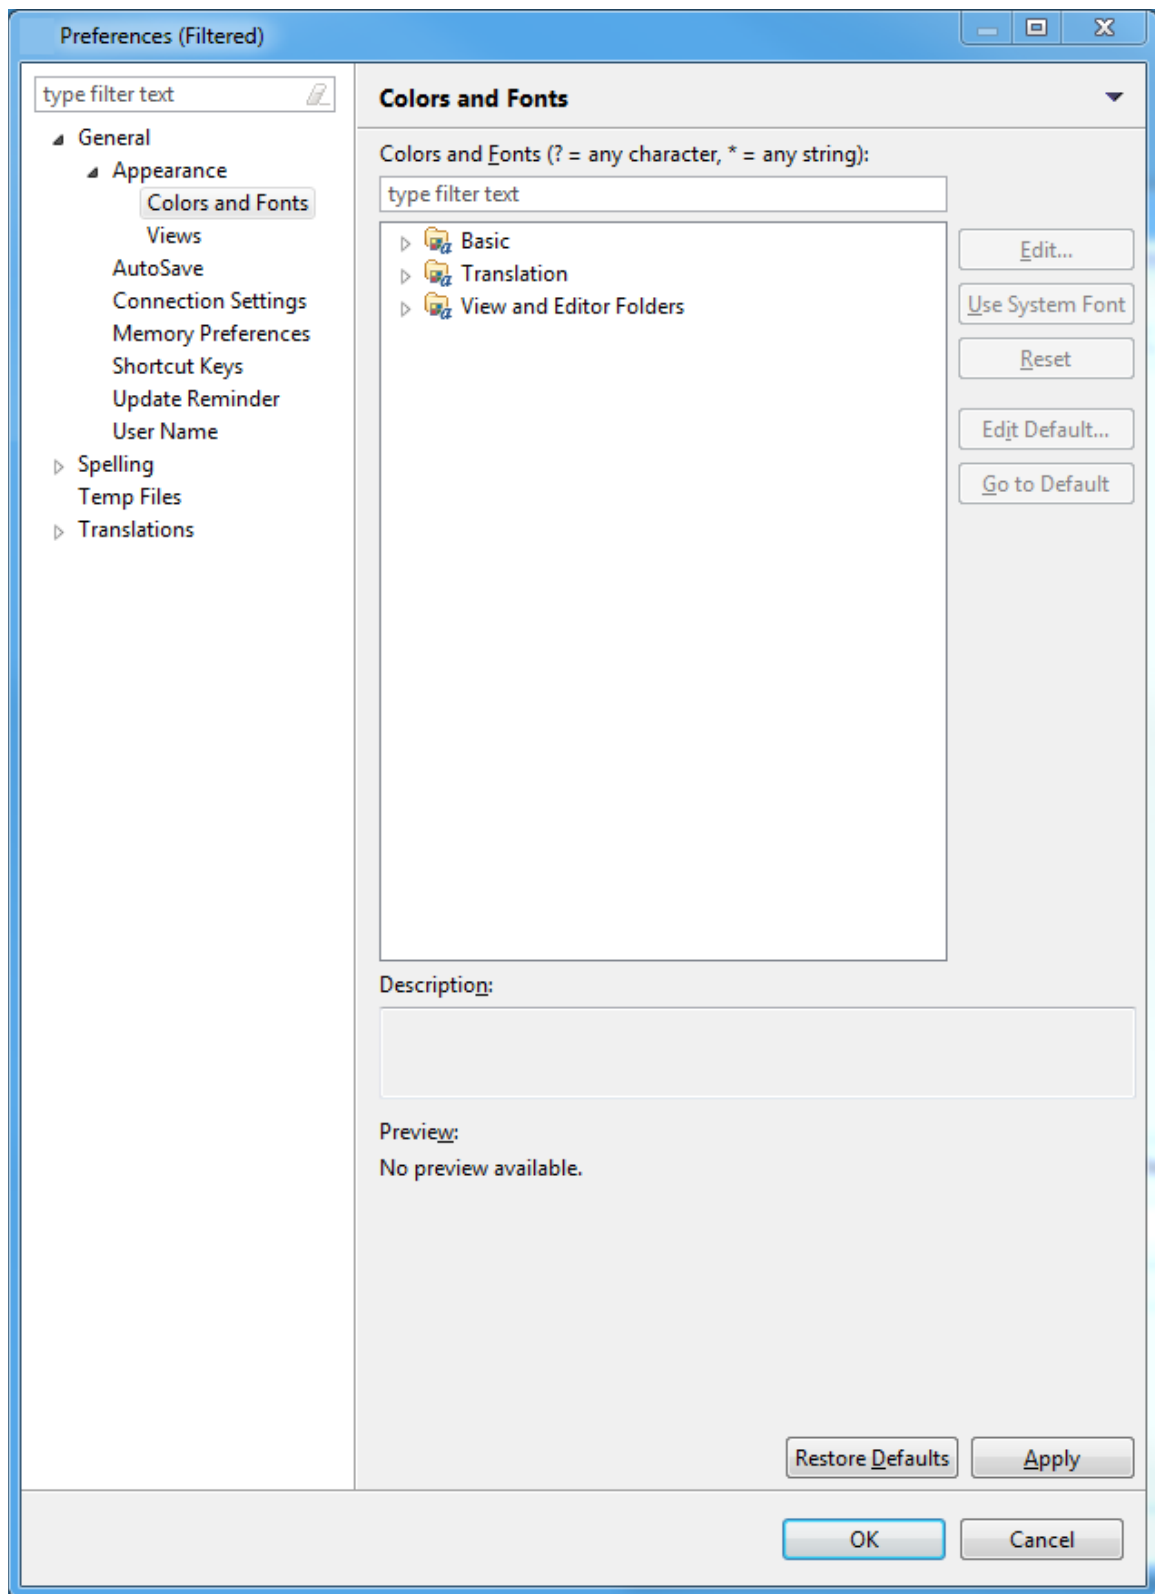 Preferences (Filtered)
type filter text
General
Appearance
Colors and Fonts
Views
AutoSave
Connection Settings
Memory Preferences
Shortcut Keys
Update Reminder
User Name
Spelling
Temp Files
Translations
Colors and Fonts
Colors and Fonts (? = any character, * = any string):
type filter text
Basic
Translation
View and Editor Folders
Edit...
Use System Font
Reset
Edit Default...
Go to Default
Description:
Preview:
No preview available.
Restore Defaults
Apply
OK
Cancel